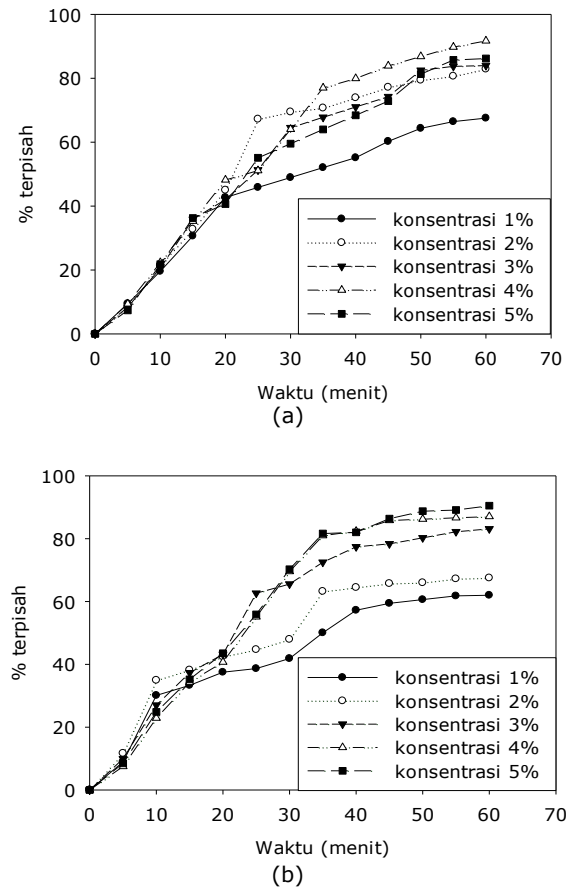 100
80
60
40
20
0
% terpisah
konsentrasi 1%
konsentrasi 2%
konsentrasi 3%
konsentrasi 4%
konsentrasi 5%
0 10 20 30 40 50 60 70
Waktu (menit)
(a)
100
80
60
40
20
0
% terpisah
konsentrasi 1%
konsentrasi 2%
konsentrasi 3%
konsentrasi 4%
konsentrasi 5%
0 10 20 30 40 50 60 70
Waktu (menit)
(b)